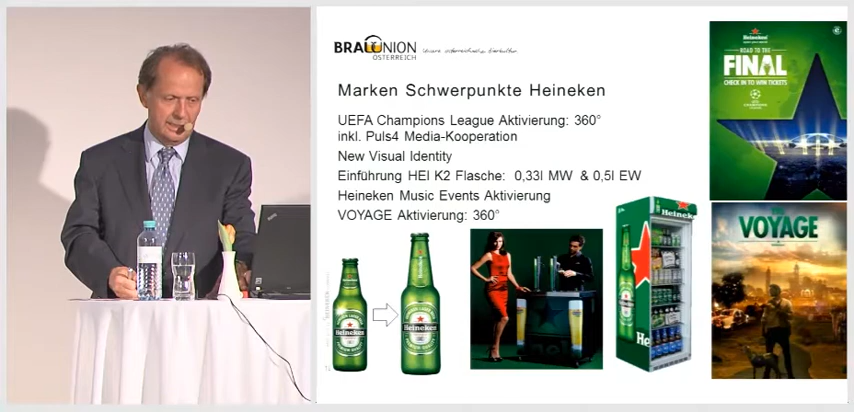 BRAU UNION
ÖSTERREICH
Marken Schwerpunkte Heineken
UEFA Champions League Aktivierung: 360°
inkl. Puls4 Media-Kooperation
New Visual Identity
Einführung HEI K2 Flasche: 0,33l MW & 0,5l EW
Heineken Music Events Aktivierung
VOYAGE Aktivierung: 360°
Heineken
ROAD TO THE
FINAL
CHECK IN TO WIN TICKETS
VOYAGE
Heineken
Heineken
Heineken